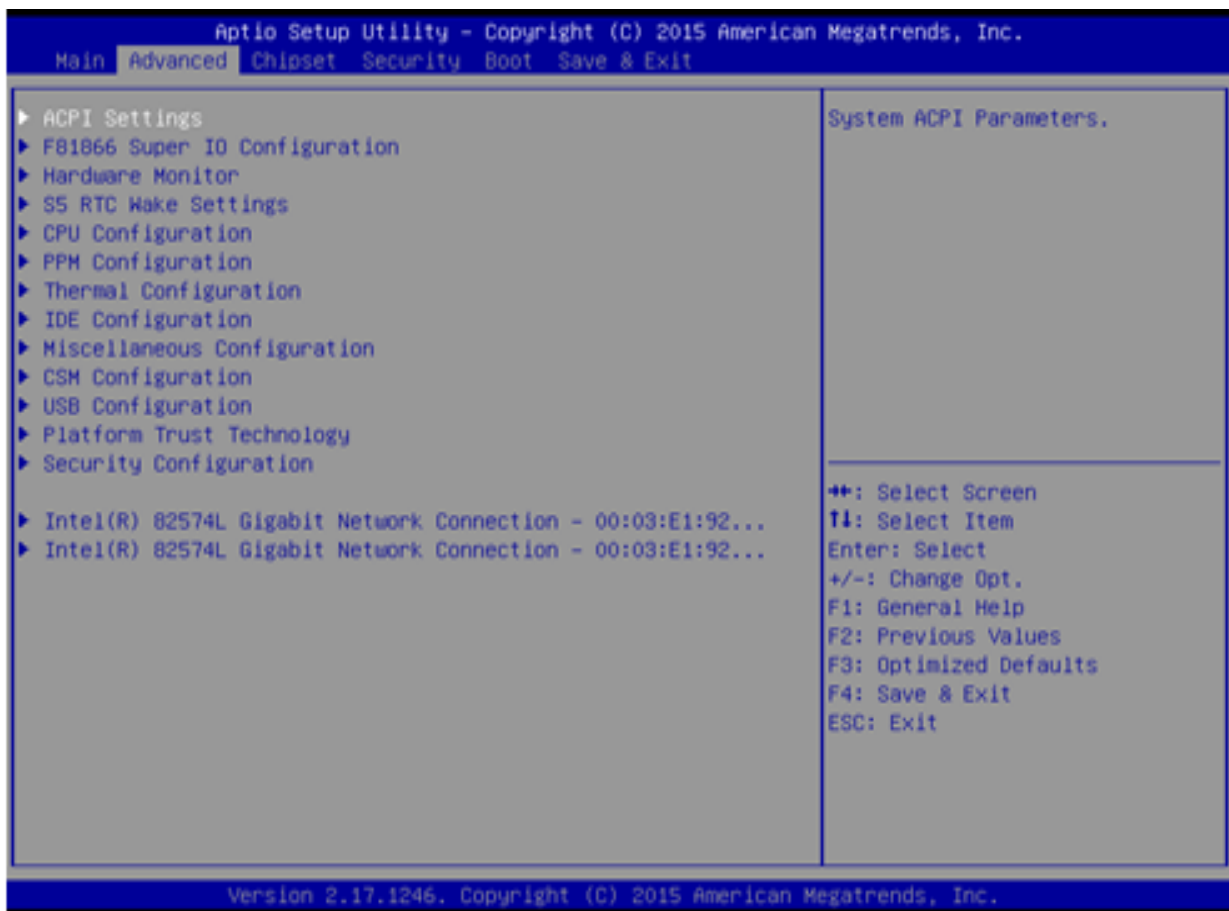 Aptio Setup Utility – Copyright (C) 2015 American Megatrends, Inc.
Main Advanced Chipset Security Boot Save & Exit
▶ ACPI Settings
▶ F81866 Super IO Configuration
▶ Hardware Monitor
▶ S5 RTC Wake Settings
▶ CPU Configuration
▶ PPM Configuration
▶ Thermal Configuration
▶ IDE Configuration
▶ Miscellaneous Configuration
▶ CSM Configuration
▶ USB Configuration
▶ Platform Trust Technology
▶ Security Configuration
▶ Intel(R) 82574L Gigabit Network Connection – 00:03:E1:92...
▶ Intel(R) 82574L Gigabit Network Connection – 00:03:E1:92...
System ACPI Parameters.
→←: Select Screen
↑↓: Select Item
Enter: Select
+/-: Change Opt.
F1: General Help
F2: Previous Values
F3: Optimized Defaults
F4: Save & Exit
ESC: Exit
Version 2.17.1246. Copyright (C) 2015 American Megatrends, Inc.